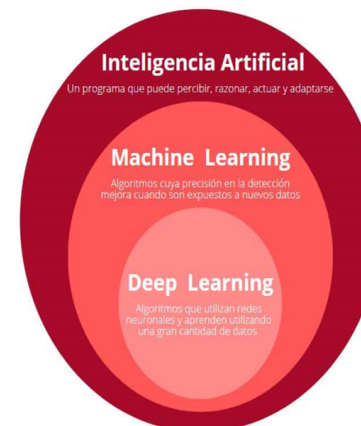 Inteligencia Artificial
Un programa que puede percibir, razonar, actuar y adaptarse
Machine Learning
Algoritmos cuya precisión en la detección
mejora cuando son expuestos a nuevos datos
Deep Learning
Algoritmos que utilizan redes
neuronales y aprenden utilizando
una gran cantidad de datos